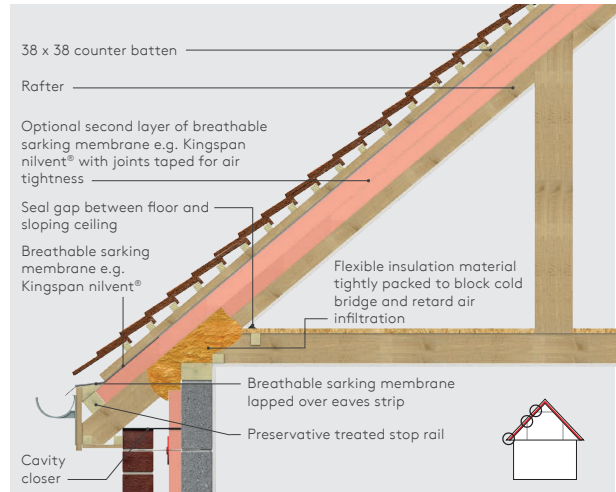 38 x 38 counter batten
Rafter
Optional second layer of breathable
sarking membrane e.g. Kingspan
nilvent® with joints taped for air
tightness
Seal gap between floor and
sloping ceiling
Breathable sarking
membrane e.g.
Kingspan nilvent®
Flexible insulation material
tightly packed to block cold
bridge and retard air
infiltration
Breathable sarking membrane
lapped over eaves strip
Preservative treated stop rail
Cavity
closer